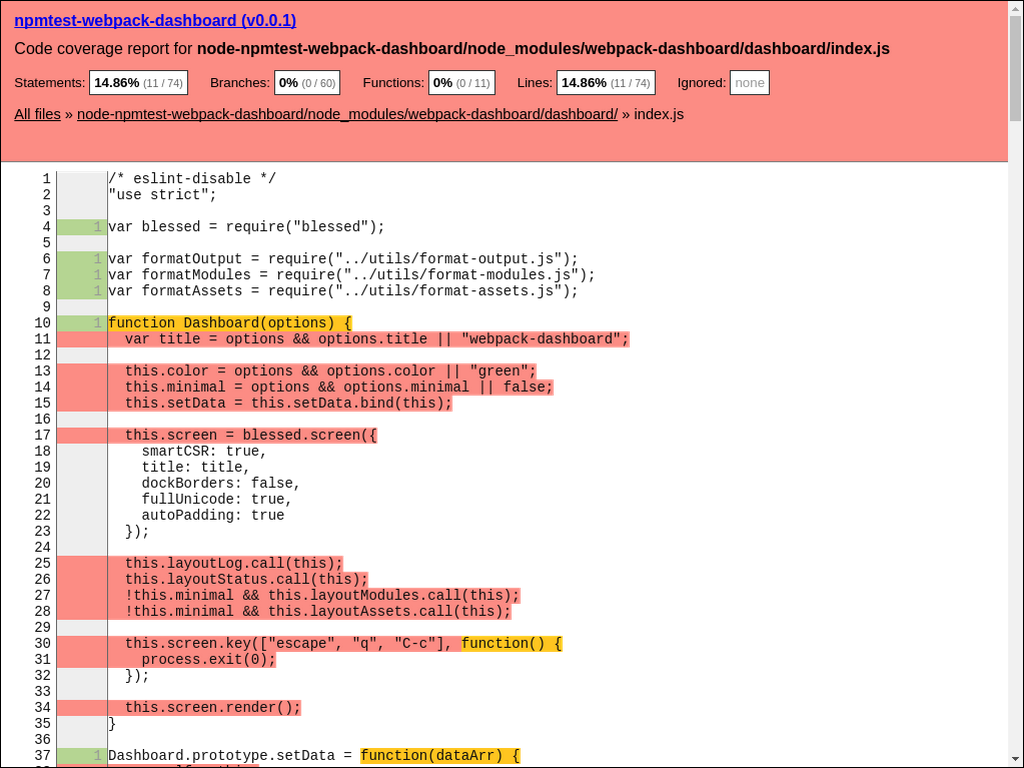 npmtest-webpack-dashboard (v0.0.1)
Code coverage report for node-npmtest-webpack-dashboard/node_modules/webpack-dashboard/dashboard/index.js
Statements: 14.86% (11 / 74) Branches: 0% (0 / 60) Functions: 0% (0 / 11) Lines: 14.86% (11 / 74) Ignored: none
All files » node-npmtest-webpack-dashboard/node_modules/webpack-dashboard/dashboard/ » index.js
1 /* eslint-disable */
2 "use strict";
3
4 1 var blessed = require("blessed");
5
6 1 var formatOutput = require("../utils/format-output.js");
7 1 var formatModules = require("../utils/format-modules.js");
8 1 var formatAssets = require("../utils/format-assets.js");
9
10 1 function Dashboard(options) {
11 var title = options && options.title || "webpack-dashboard";
12
13 this.color = options && options.color || "green";
14 this.minimal = options && options.minimal || false;
15 this.setData = this.setData.bind(this);
16
17 this.screen = blessed.screen({
18 smartCSR: true,
19 title: title,
20 dockBorders: false,
21 fullUnicode: true,
22 autoPadding: true
23 });
24
25 this.layoutLog.call(this);
26 this.layoutStatus.call(this);
27 !this.minimal && this.layoutModules.call(this);
28 !this.minimal && this.layoutAssets.call(this);
29
30 this.screen.key(["escape", "q", "C-c"], function() {
31 process.exit(0);
32 });
33
34 this.screen.render();
35 }
36
37 1 Dashboard.prototype.setData = function(dataArr) {